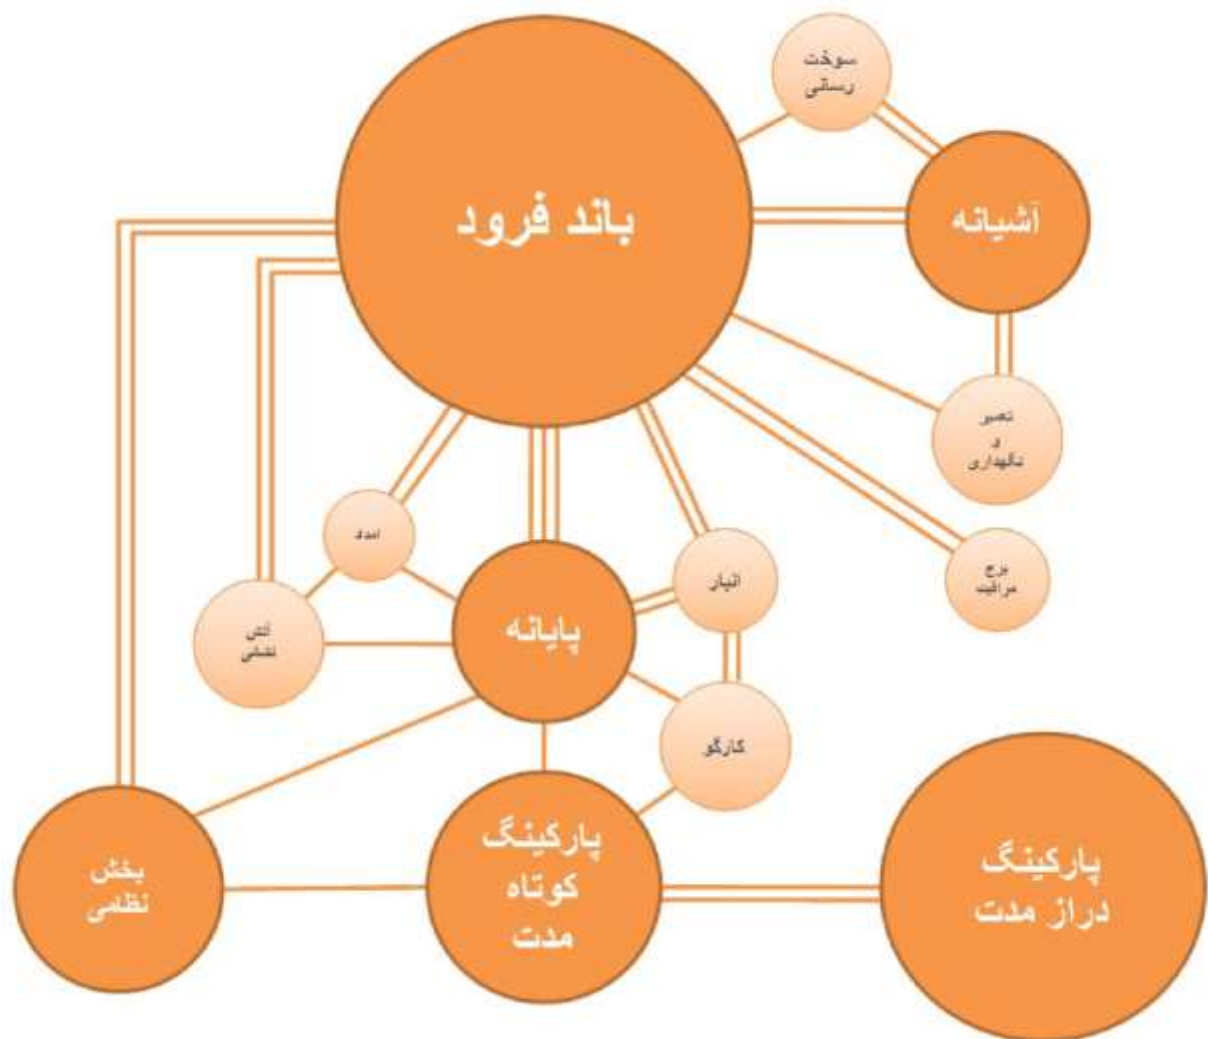 سوخت
رسانی
باند فرود
آشیانه
تعمیر
و
نگهداری
امداد
انبار
برج
مراقبت
پایانه
آتش
نشانی
کارگو
پارکینگ
کوتاه
مدت
پارکینگ
دراز مدت
بخش
نظامی